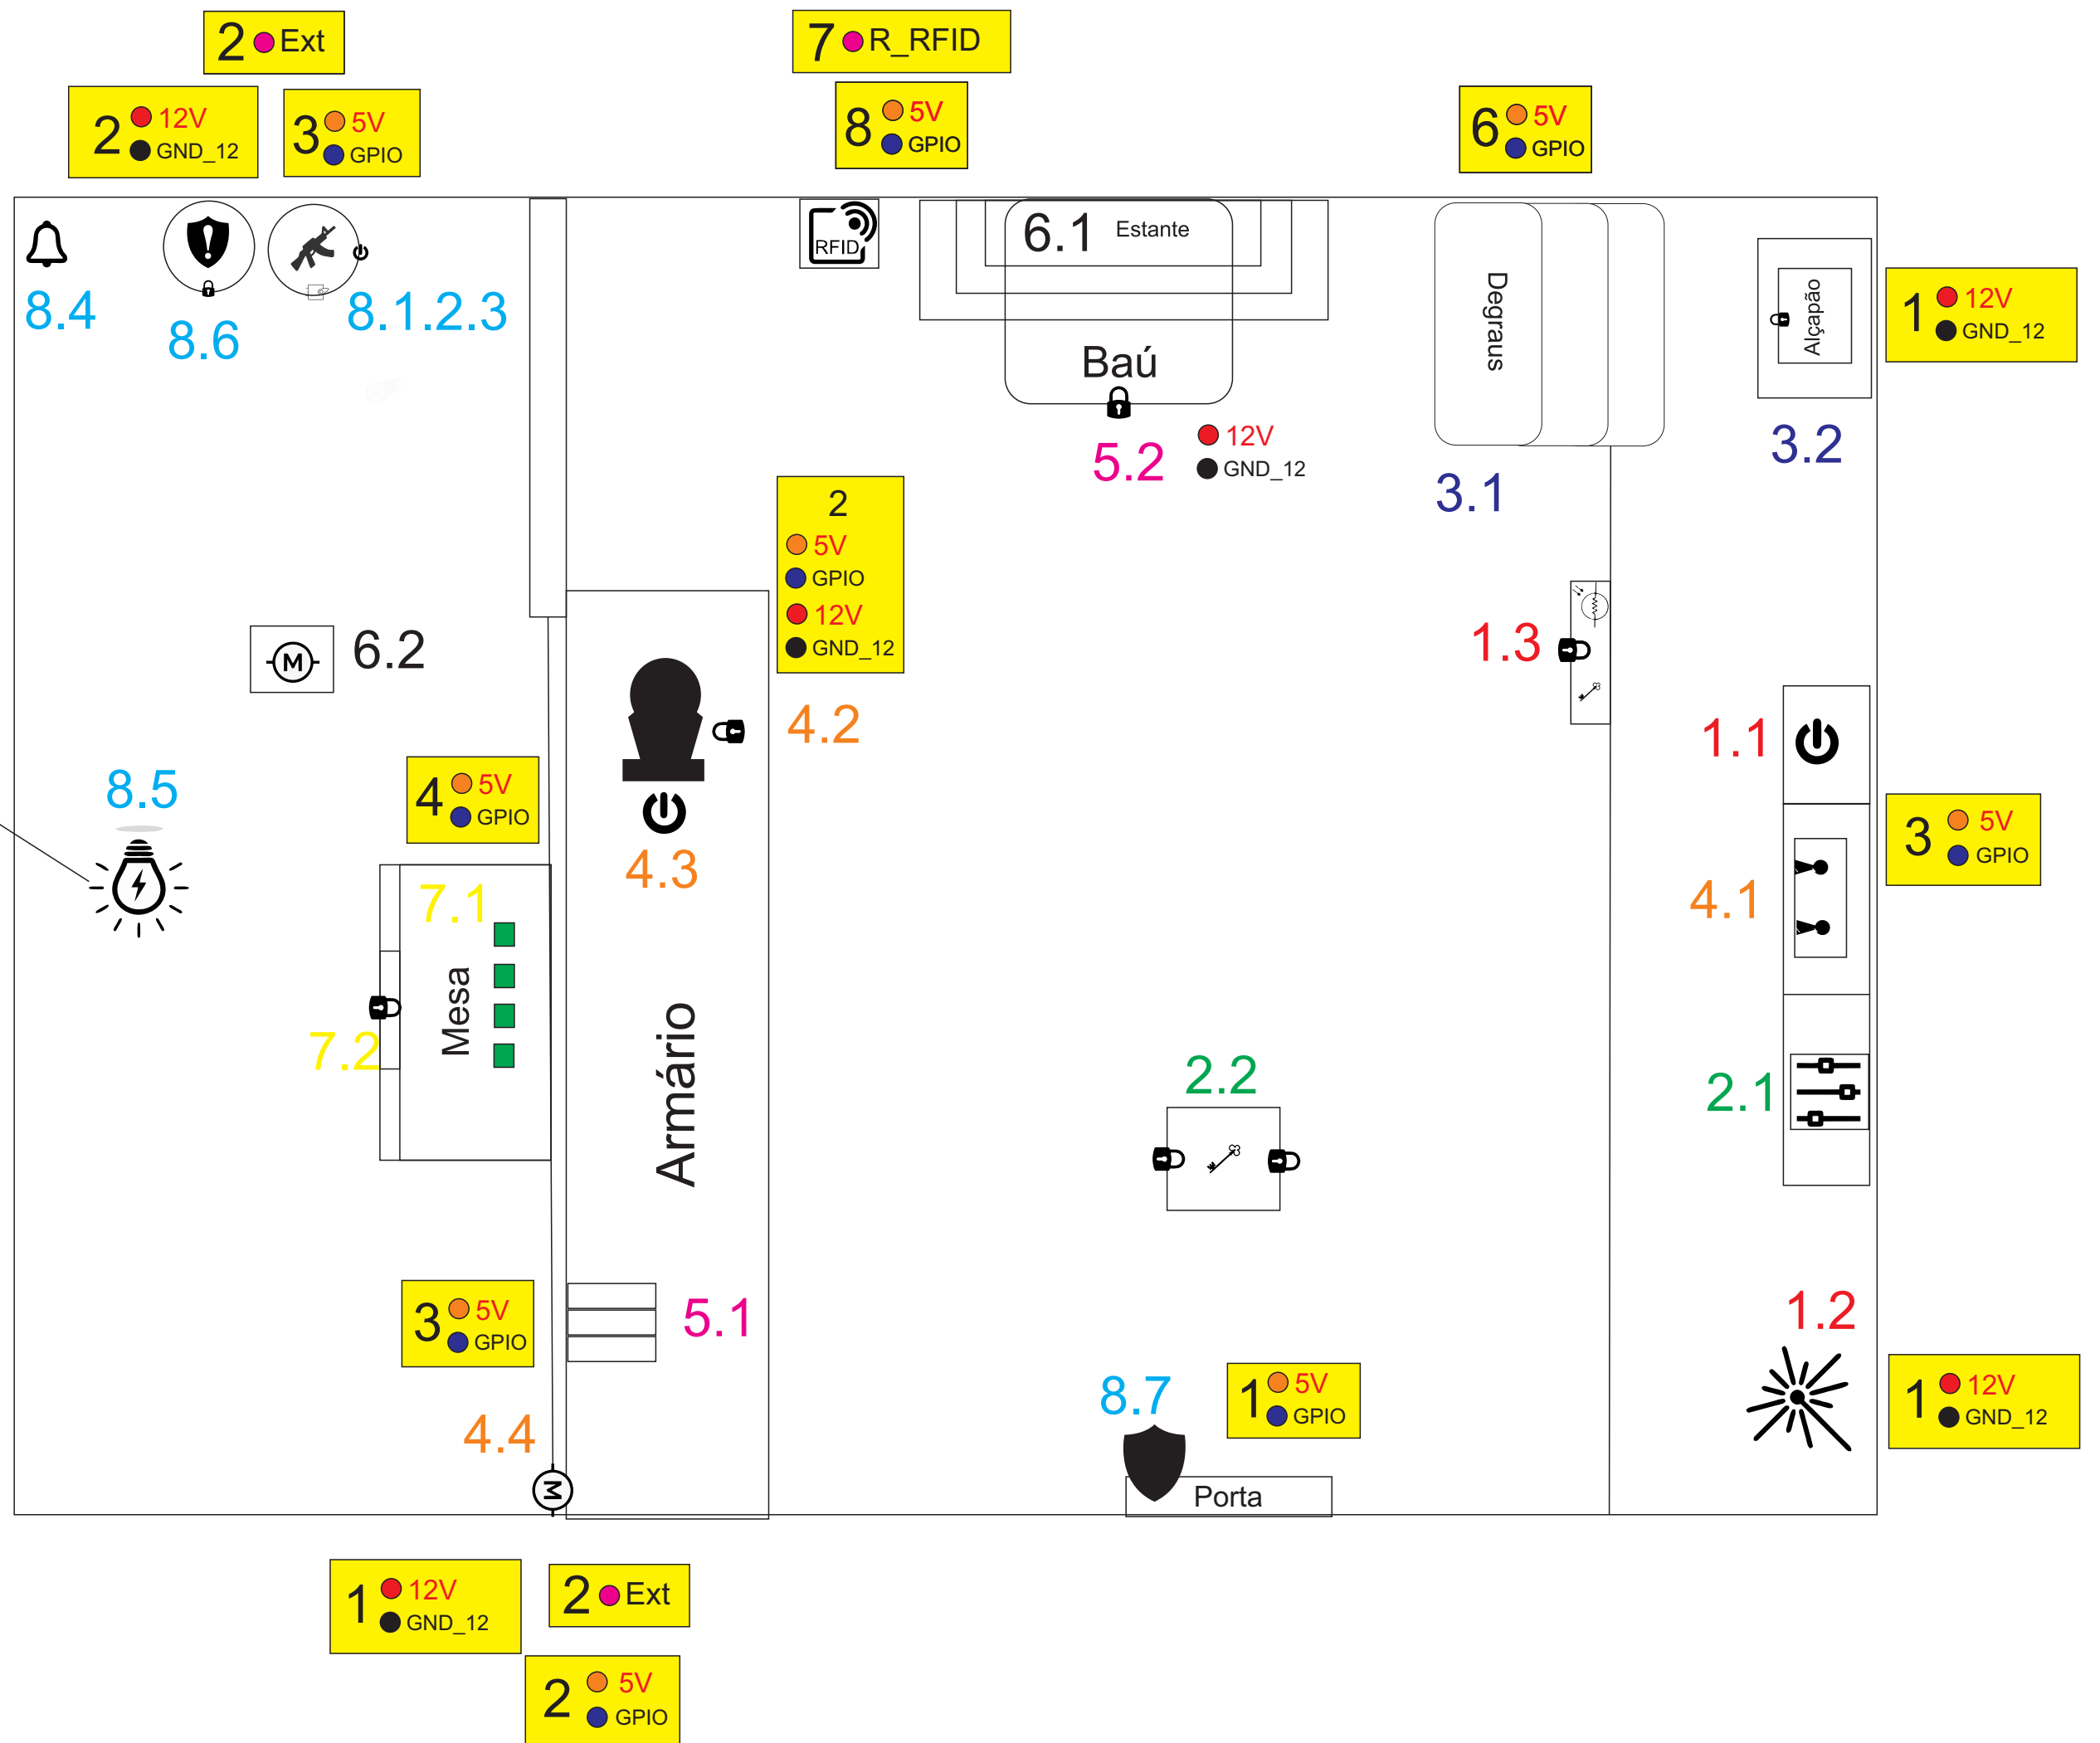 2 Ext
7 R_RFID
2 12V
GND_12
3 5V
GPIO
8 5V
GPIO
6 5V
GPIO
8.4
8.6
8.1.2.3
RFID
6.1 Estante
Baú
5.2
12V
GND_12
Degraus
3.1
Alçapão
3.2
1 12V
GND_12
2
5V
GPIO
12V
GND_12
M
6.2
4.2
1.3
1.1
8.5
4 5V
GPIO
4.3
4.1
3 5V
GPIO
7.1
Mesa
7.2
Armário
2.2
2.1
3 5V
GPIO
5.1
4.4
M
8.7
1 5V
GPIO
Porta
1.2
1 12V
GND_12
1 12V
GND_12
2 Ext
2 5V
GPIO